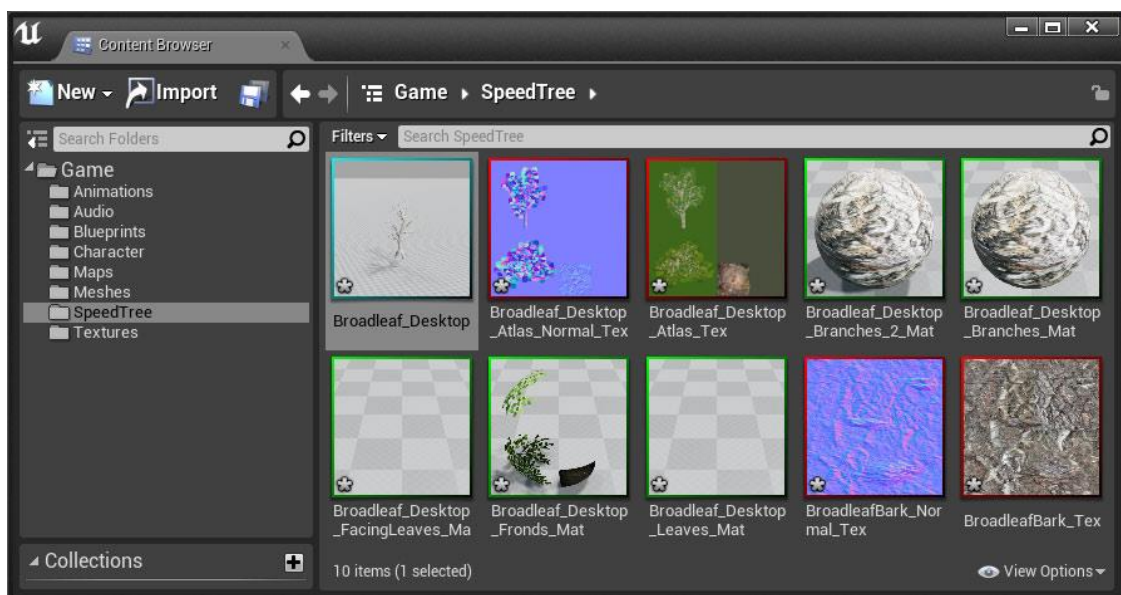 Content Browser
New
Import
Game
SpeedTree
Search Folders
Game
Animations
Audio
Blueprints
Character
Maps
Meshes
SpeedTree
Textures
Collections
Filters
Search SpeedTree
Broadleaf_Desktop
Broadleaf_Desktop
_Atlas_Normal_Tex
Broadleaf_Desktop
_Atlas_Tex
Broadleaf_Desktop
_Branches_2_Mat
Broadleaf_Desktop
_Branches_Mat
Broadleaf_Desktop
_FacingLeaves_Ma
Broadleaf_Desktop
_Fronds_Mat
Broadleaf_Desktop
_Leaves_Mat
BroadleafBark_Nor
mal_Tex
BroadleafBark_Tex
10 items (1 selected)
View Options